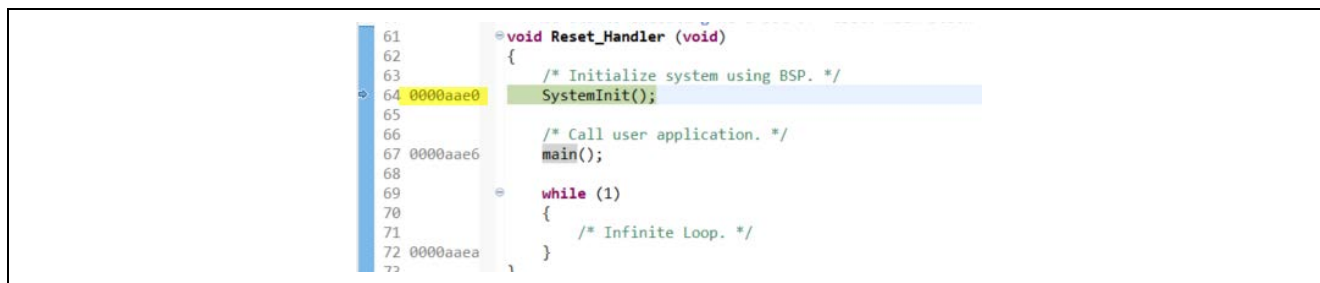 61 void Reset_Handler (void)
62 {
63 /* Initialize system using BSP. */
64 0000aae0 SystemInit();
65
66 /* Call user application. */
67 0000aae6 main();
68
69 while (1)
70 {
71 /* Infinite Loop. */
72 0000aaea }
73 }